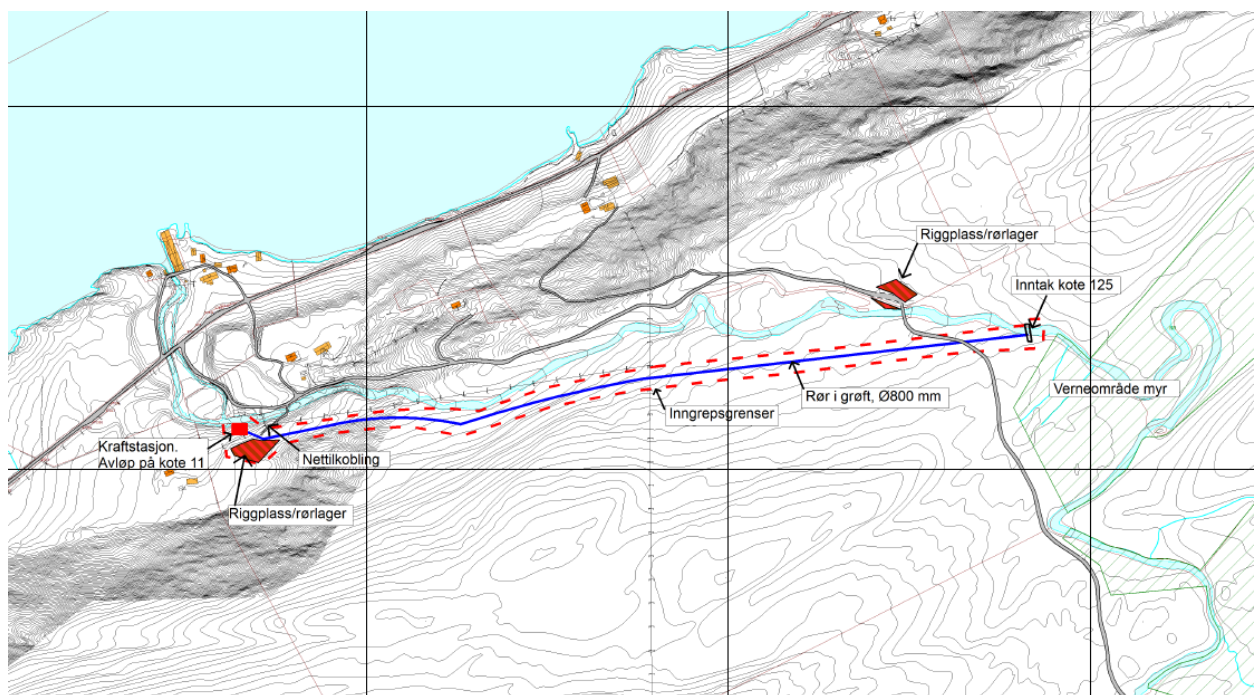 Riggplass/rørlager
Inntak kote 125
Verneområde myr
Rør i grøft, Ø800 mm
Inngrepsgrenser
Kraftstasjon.
Avløp på kote 11
Nettilkobling
Riggplass/rørlager